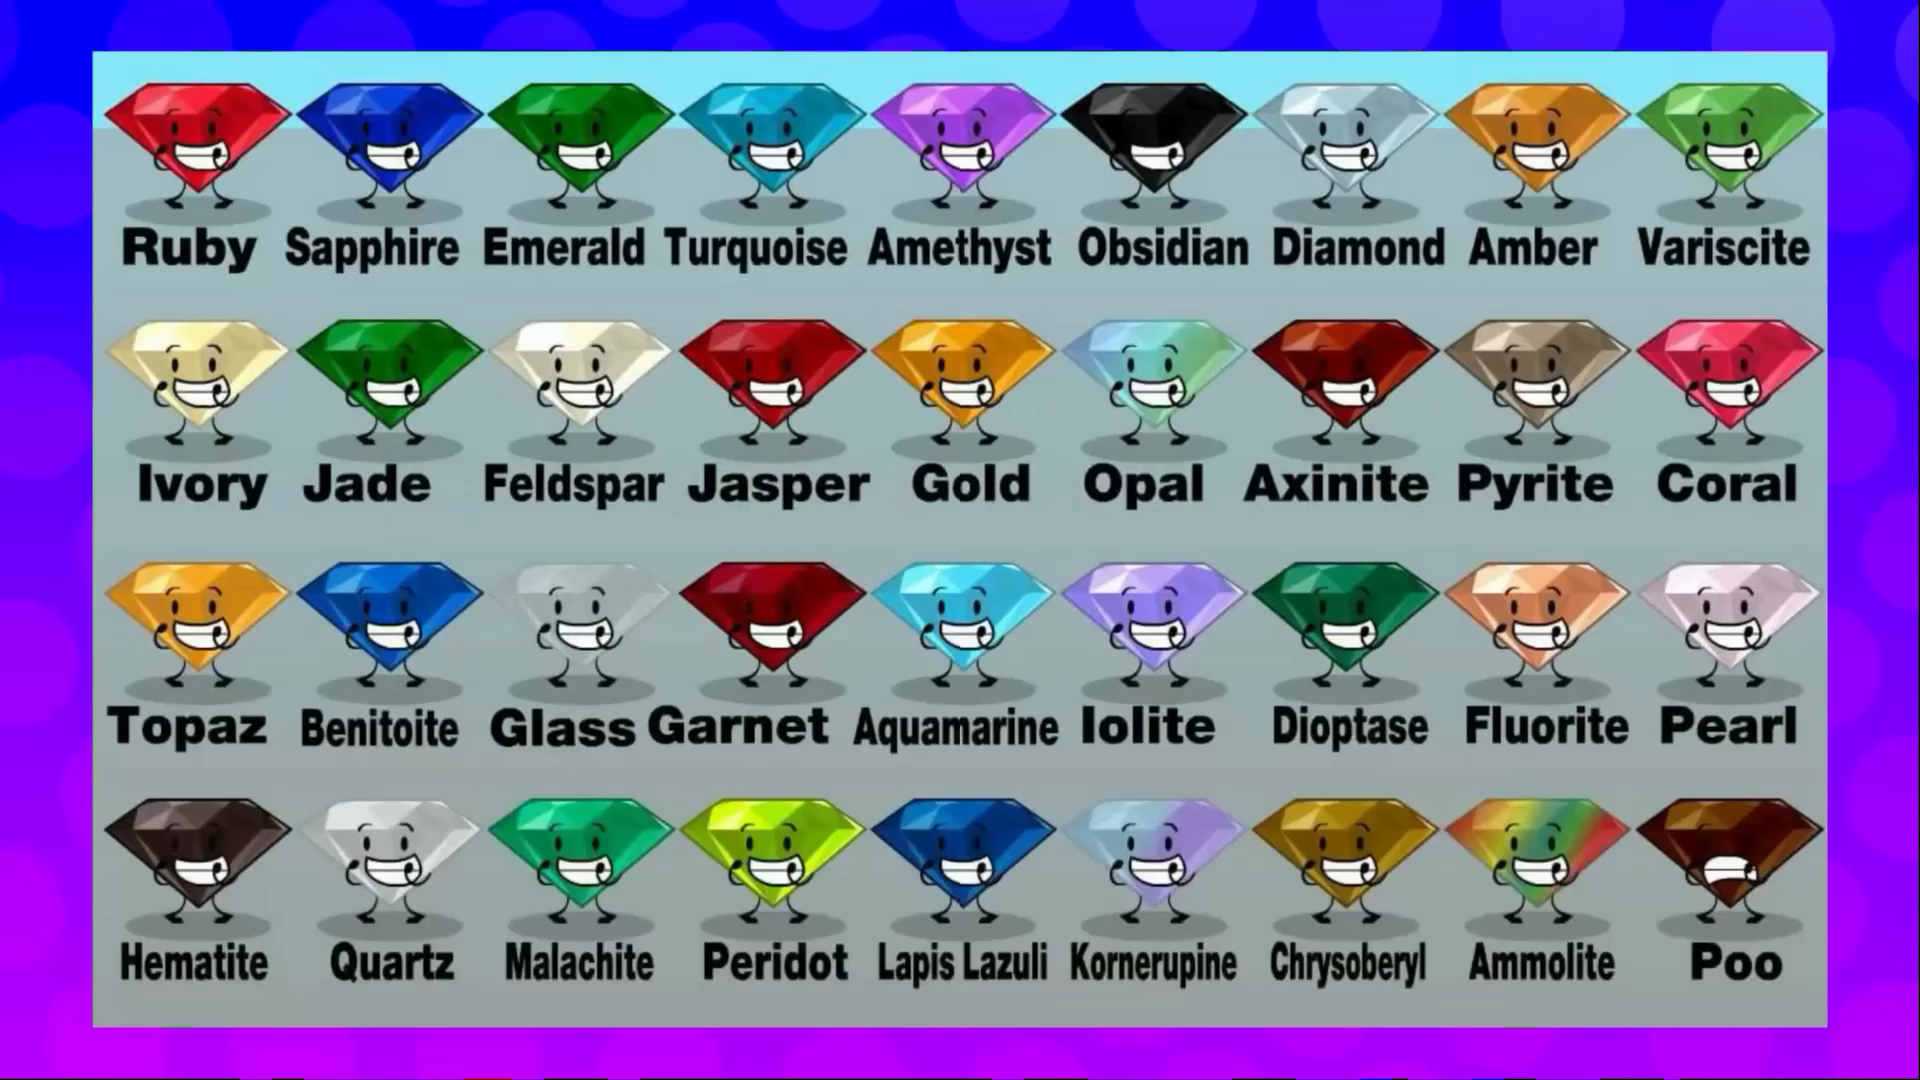 Ruby Sapphire Emerald Turquoise Amethyst Obsidian Diamond Amber Variscite
Ivory Jade Feldspar Jasper Gold Opal Axinite Pyrite Coral
Topaz Benitoite Glass Garnet Aquamarine Iolite Dioptase Fluorite Pearl
Hematite Quartz Malachite Peridot Lapis Lazuli Kornerupine Chrysoberyl Ammolite Poo